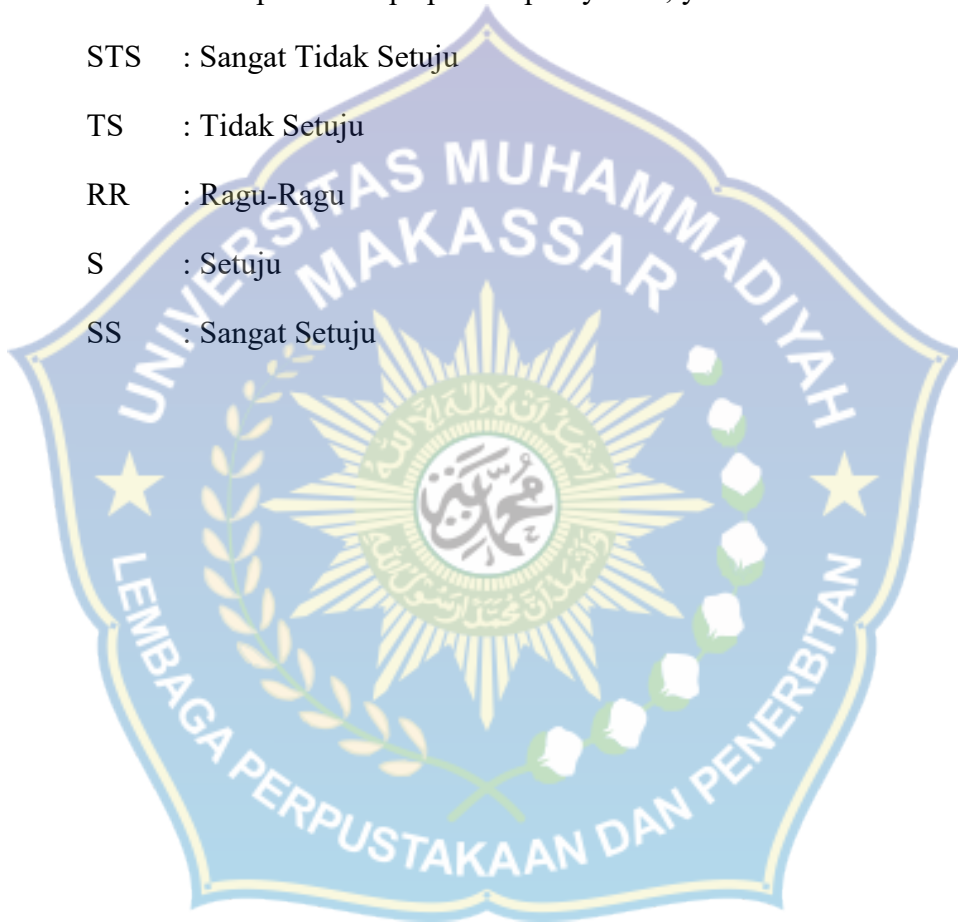 STS : Sangat Tidak Setuju
TS : Tidak Setuju
RR : Ragu-Ragu
S : Setuju
SS : Sangat Setuju
UNIVERSITAS MUHAMMADIYAH
MAKASSAR
محمد
LEMBAGA PERPUSTAKAAN DAN PENERBITAN